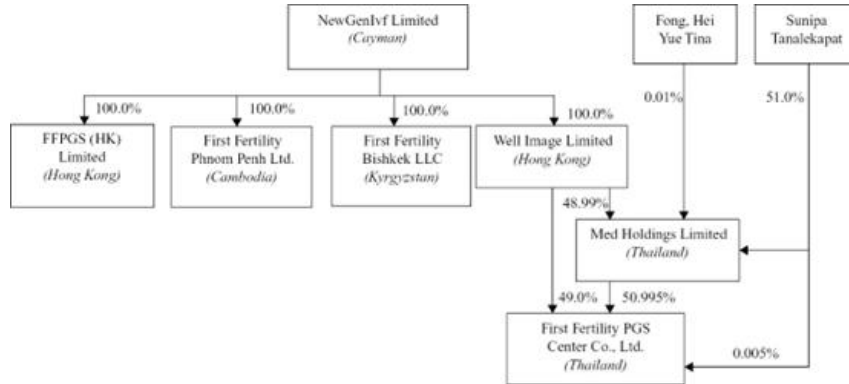 NewGenIvf Limited
(Cayman)
Fong, Hei
Yue Tina
Sunipa
Tanalekapat
100.0%
100.0%
100.0%
100.0%
0.01%
51.0%
FFPGS (HK)
Limited
(Hong Kong)
First Fertility
Phnom Penh Ltd.
(Cambodia)
First Fertility
Bishkek LLC
(Kyrgyzstan)
Well Image Limited
(Hong Kong)
48.99%
Med Holdings Limited
(Thailand)
49.0%
50.995%
First Fertility PGS
Center Co., Ltd.
(Thailand)
0.005%